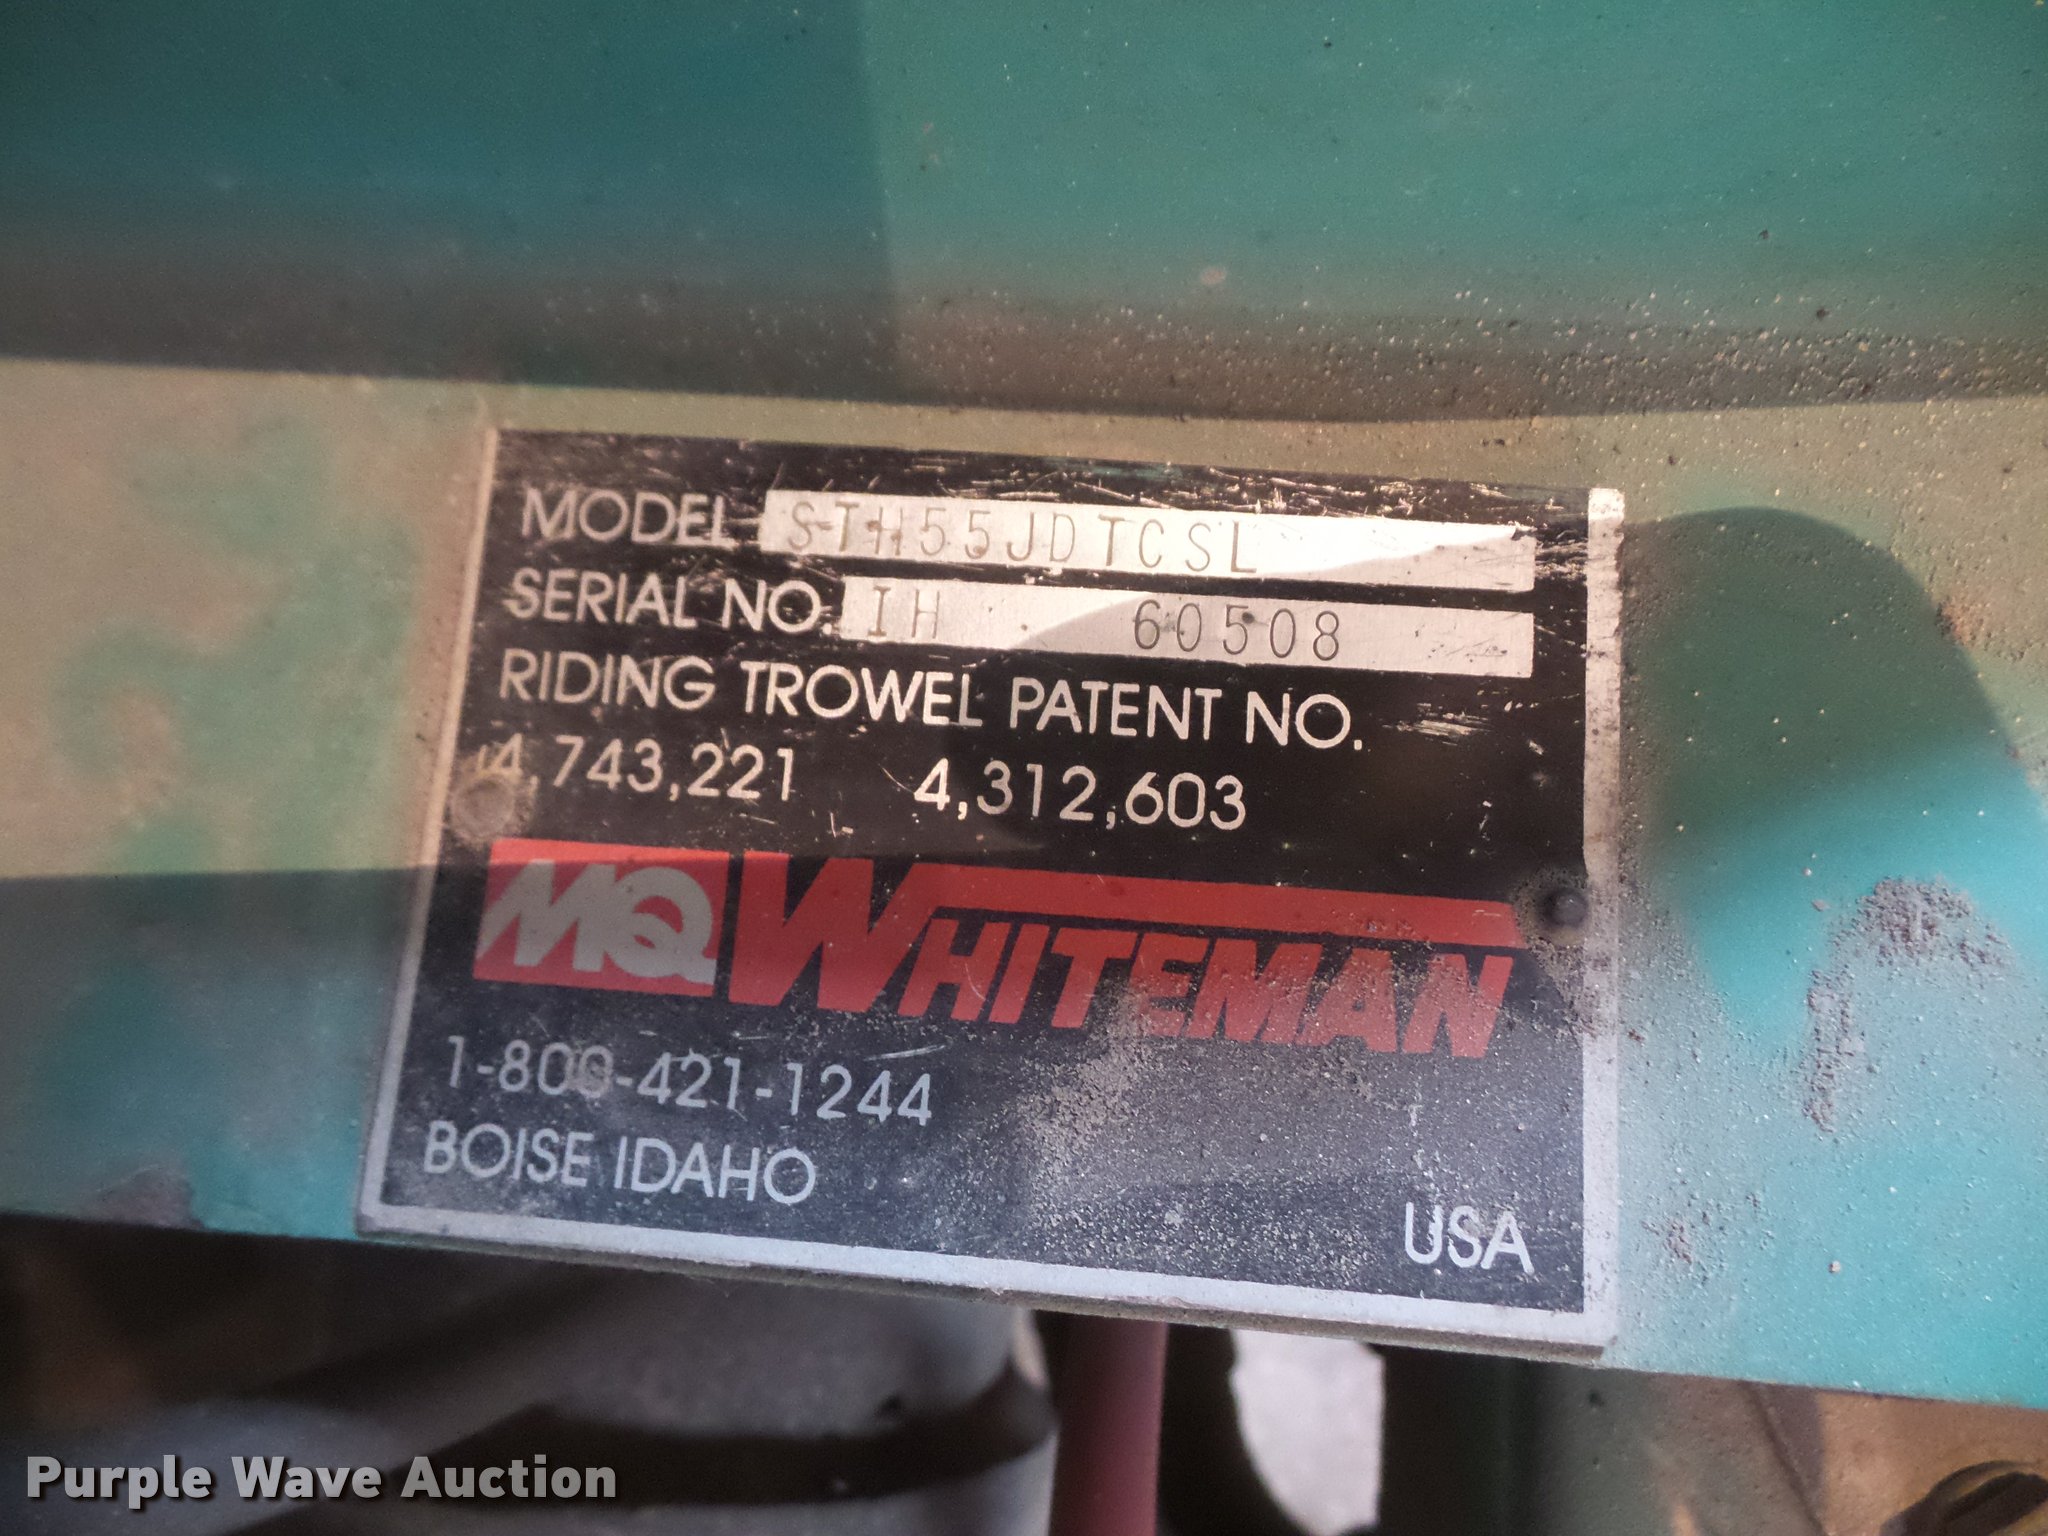 MODEL STH55JDTCSL
SERIAL NO. IH 60508
RIDING TROWEL PATENT NO.
4,743,221 4,312,603
MQ WHITEMAN
1-800-421-1244
BOISE IDAHO
USA
Purple Wave Auction